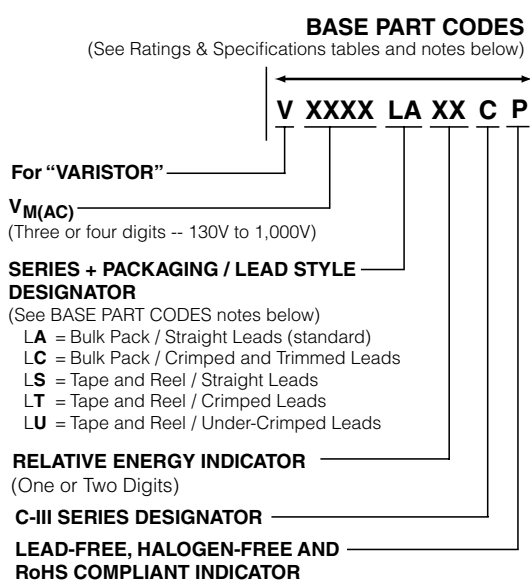 BASE PART CODES
(See Ratings & Specifications tables and notes below)
V XXXX LA XX C P
For “VARISTOR”
VM(AC)
(Three or four digits -- 130V to 1,000V)
SERIES + PACKAGING / LEAD STYLE
DESIGNATOR
(See BASE PART CODES notes below)
LA = Bulk Pack / Straight Leads (standard)
LC = Bulk Pack / Crimped and Trimmed Leads
LS = Tape and Reel / Straight Leads
LT = Tape and Reel / Crimped Leads
LU = Tape and Reel / Under-Crimped Leads
RELATIVE ENERGY INDICATOR
(One or Two Digits)
C-III SERIES DESIGNATOR
LEAD-FREE, HALOGEN-FREE AND
RoHS COMPLIANT INDICATOR